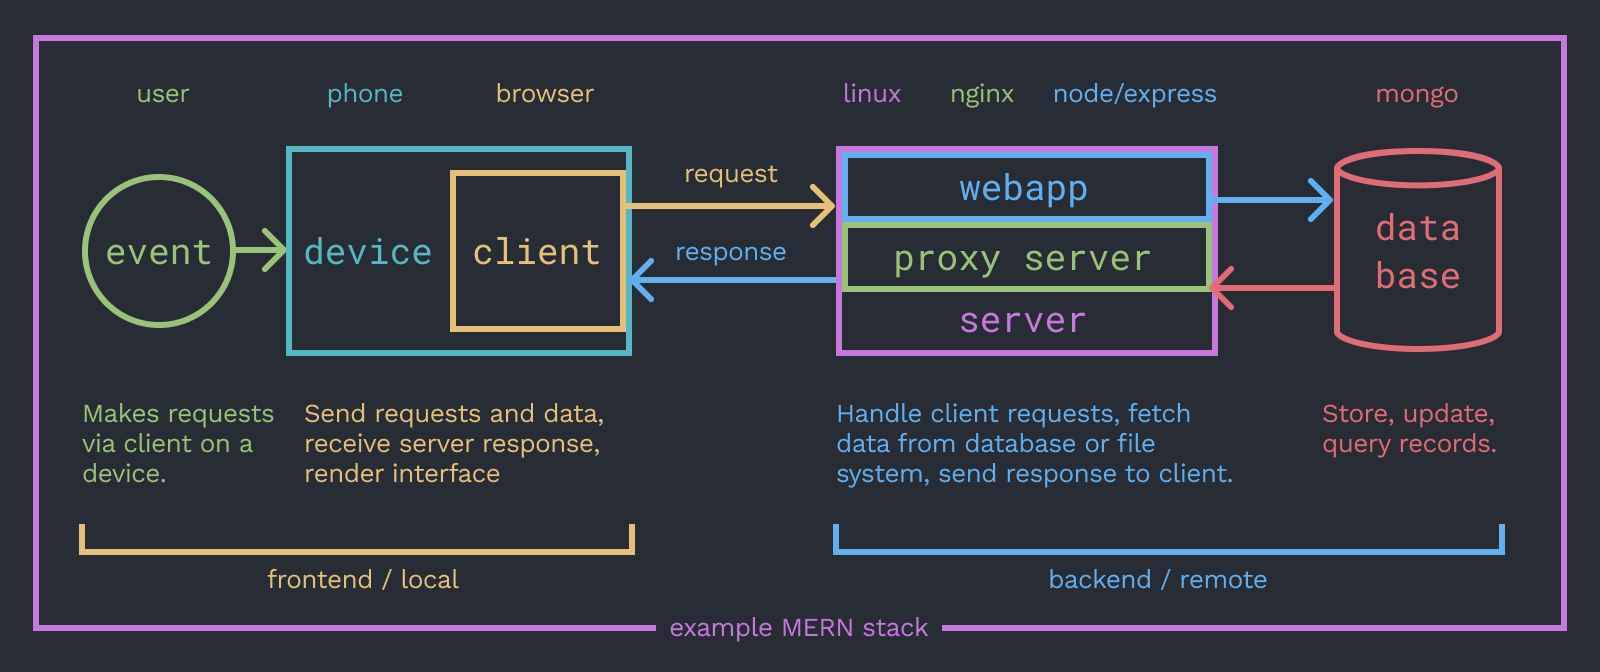 user
phone
browser
linux
nginx
node/express
mongo
event
device
client
request
response
webapp
proxy server
server
data
base
Makes requests
via client on a
device.
Send requests and data,
receive server response,
render interface
Handle client requests, fetch
data from database or file
system, send response to client.
Store, update,
query records.
frontend / local
backend / remote
example MERN stack